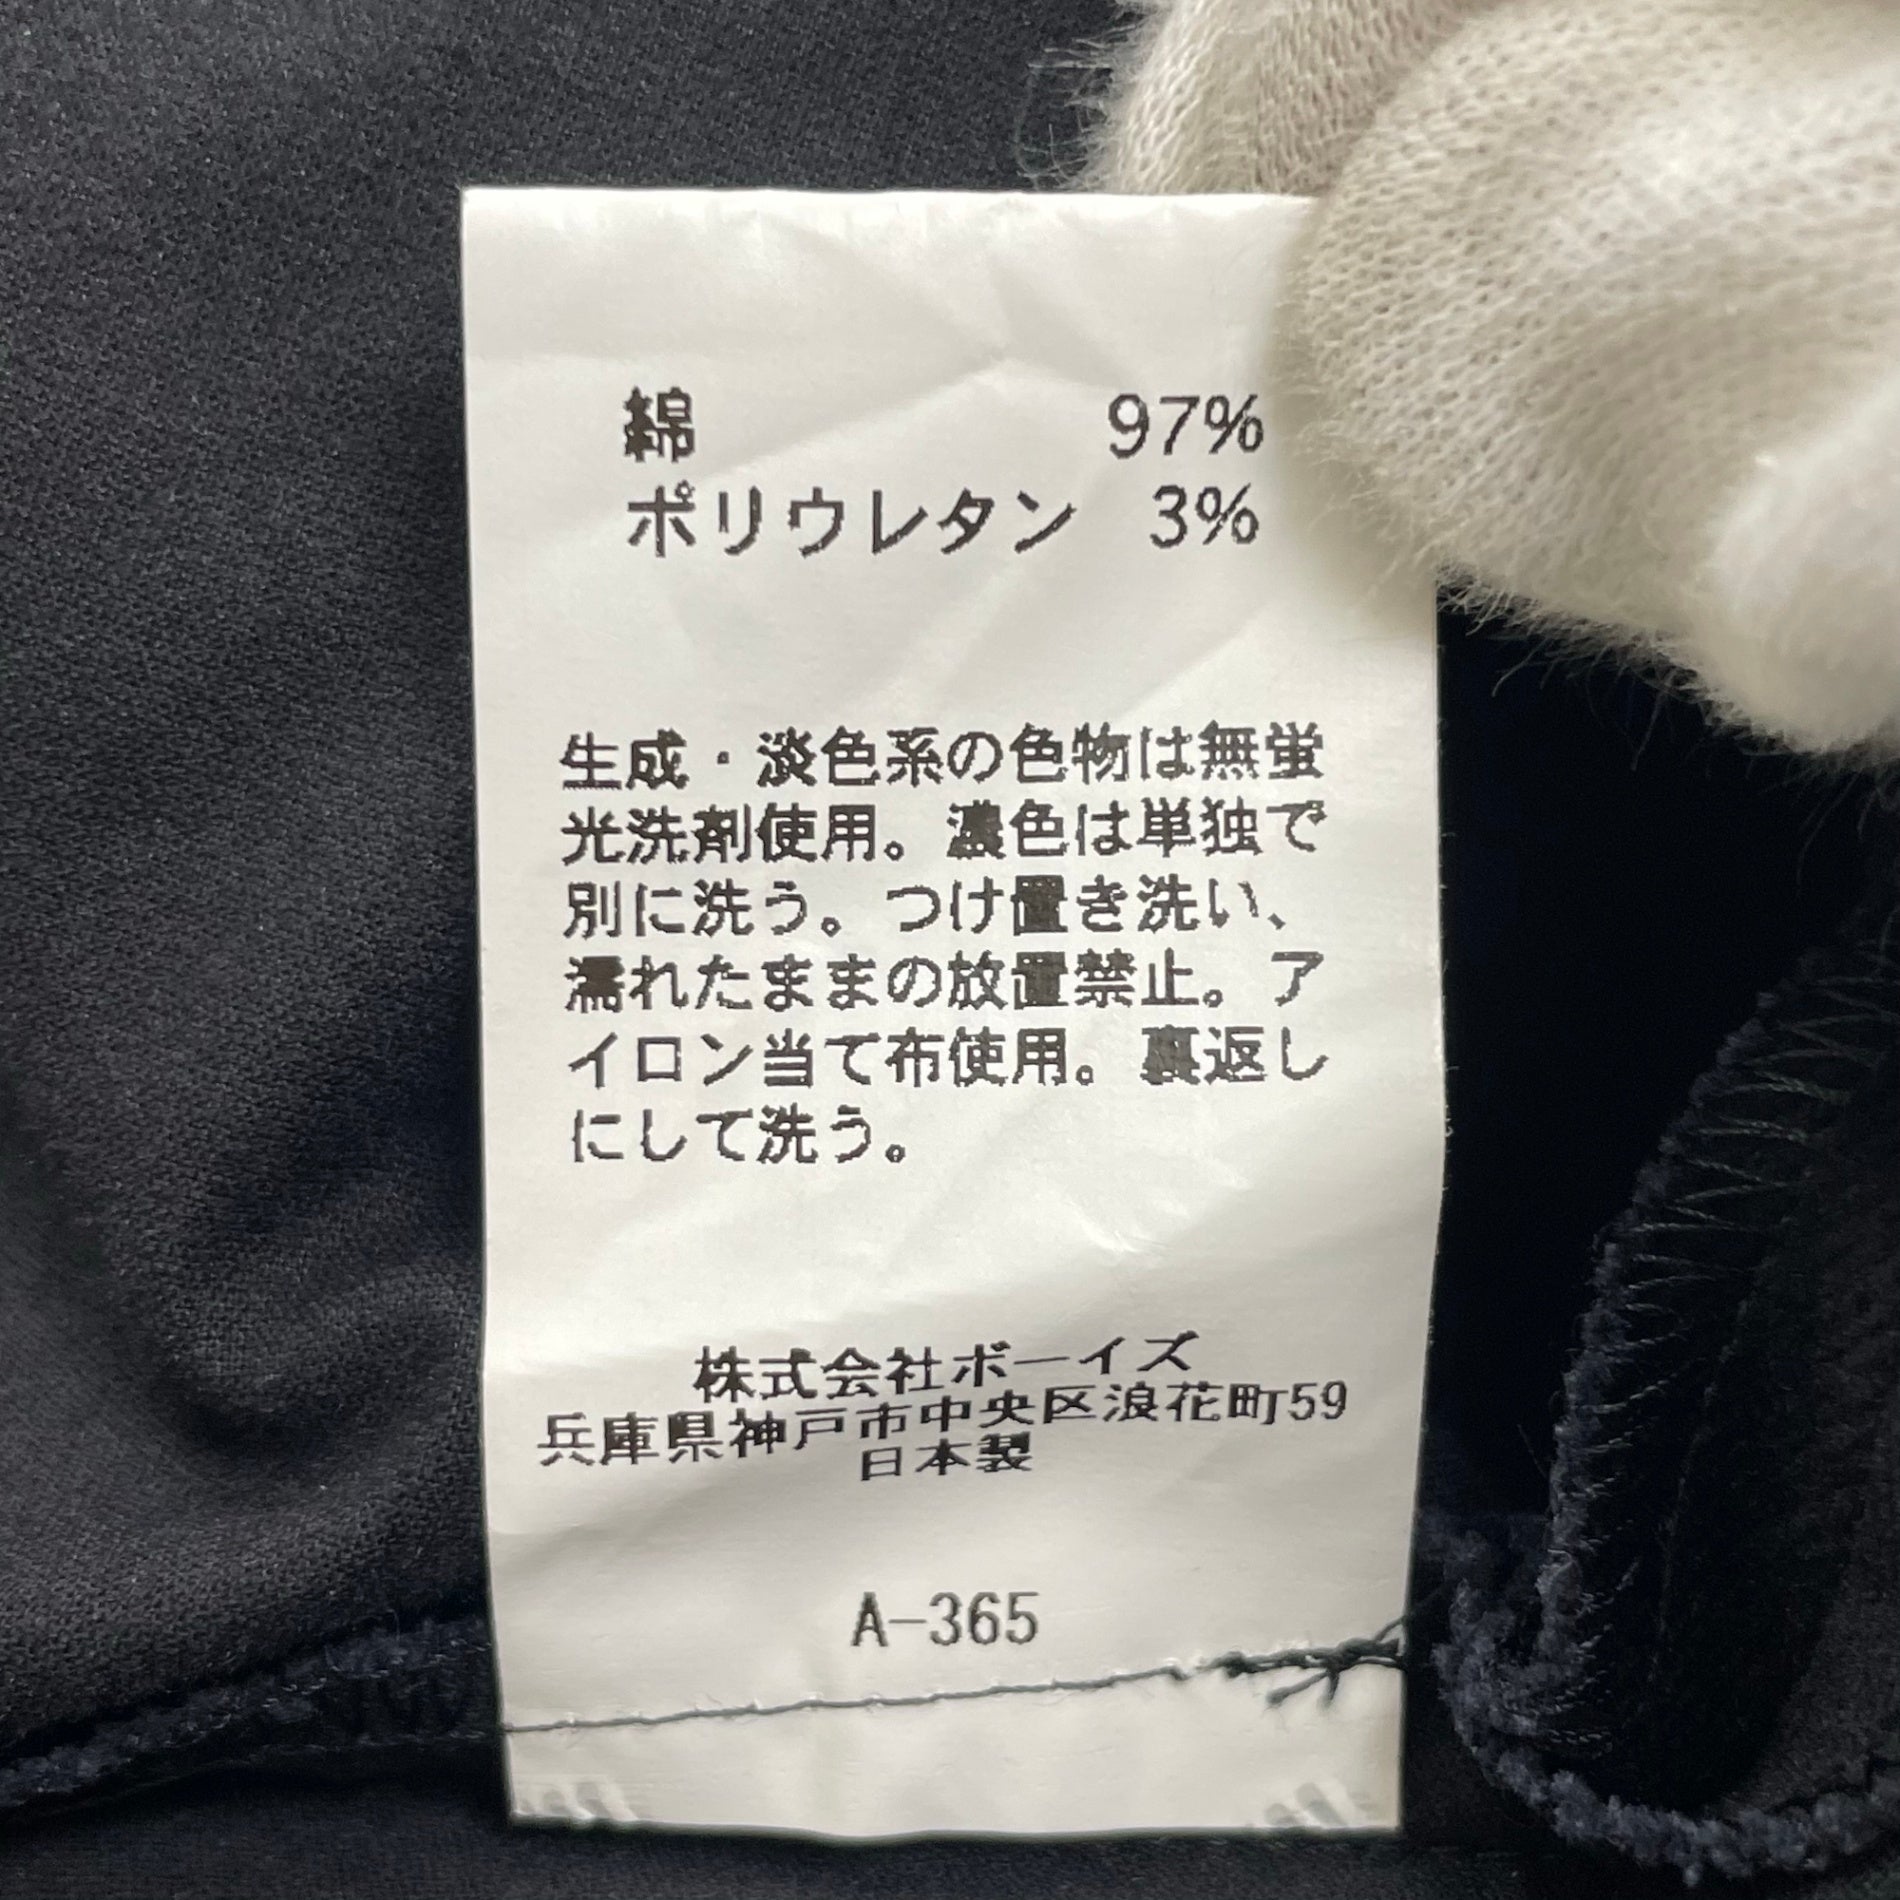 綿 97%
ポリウレタン 3%
生成・淡色系の色物は無蛍
光洗剤使用。濃色は単独で
別に洗う。つけ置き洗い、
濡れたままの放置禁止。ア
イロン当て布使用。裏返し
にして洗う。
株式会社ボーイズ
兵庫県神戸市中央区浪花町59
日本製
A-365